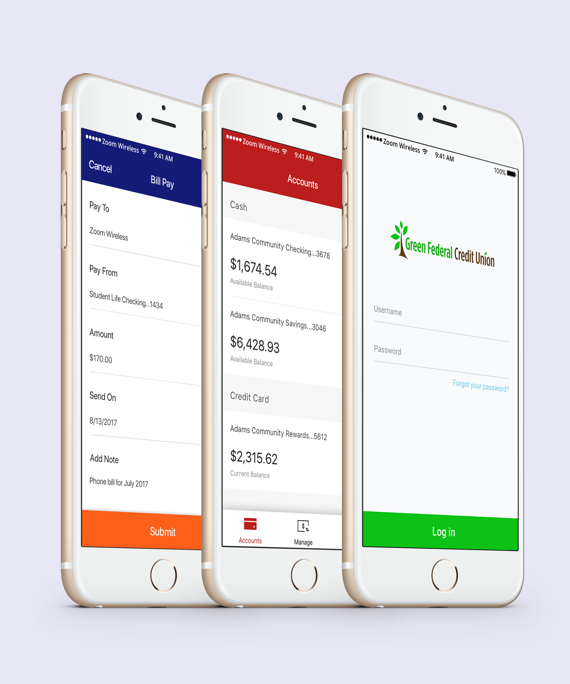 Zoom Wireless 9:41 AM
Cancel Bill Pay
Pay To
Zoom Wireless
Pay From
Student Life Checking...1434
Amount
$170.00
Send On
8/13/2017
Add Note
Phone bill for July 2017
Submit
Zoom Wireless 9:41 AM
Accounts
Cash
Adams Community Checking...3678
$1,674.54
Available Balance
Adams Community Savings...3046
$6,428.93
Available Balance
Credit Card
Adams Community Rewards...5612
$2,315.62
Current Balance
Accounts Manage
Zoom Wireless 9:41 AM 100%
Green Federal Credit Union
Username
Password
Forgot your password?
Log in